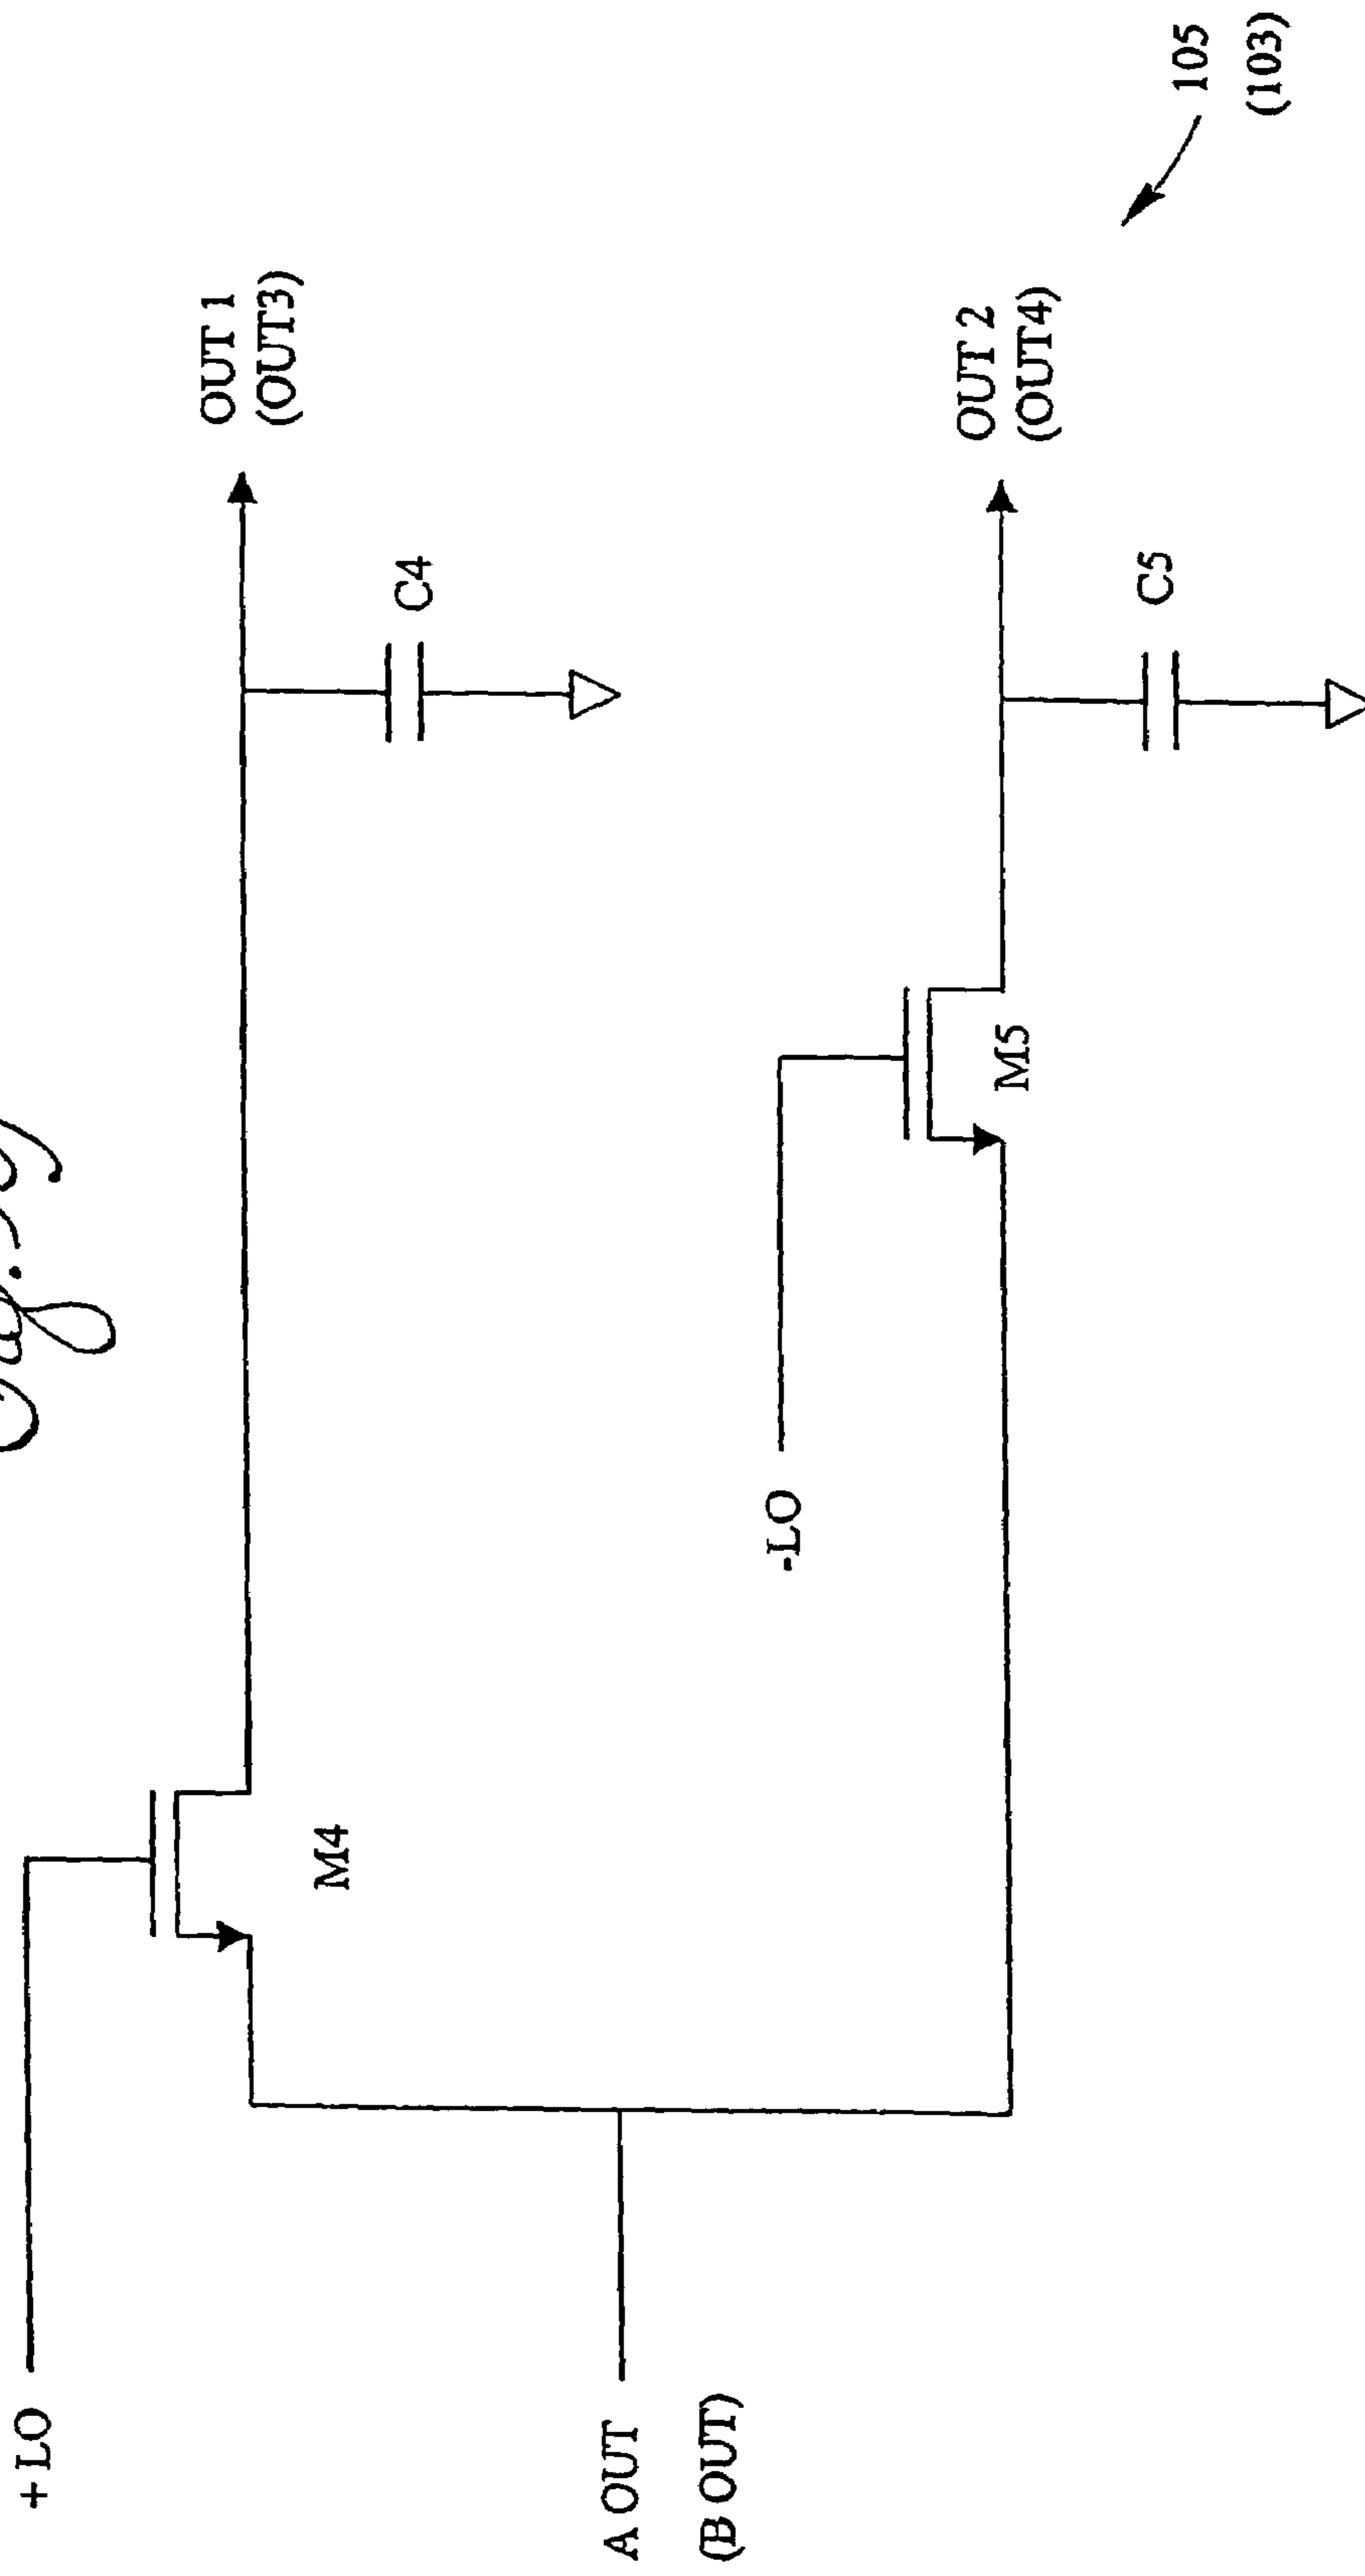 + LO
M4
OUT 1
(OUT3)
C4
A OUT
(B OUT)
-LO
M5
OUT 2
(OUT4)
C5
105
(103)